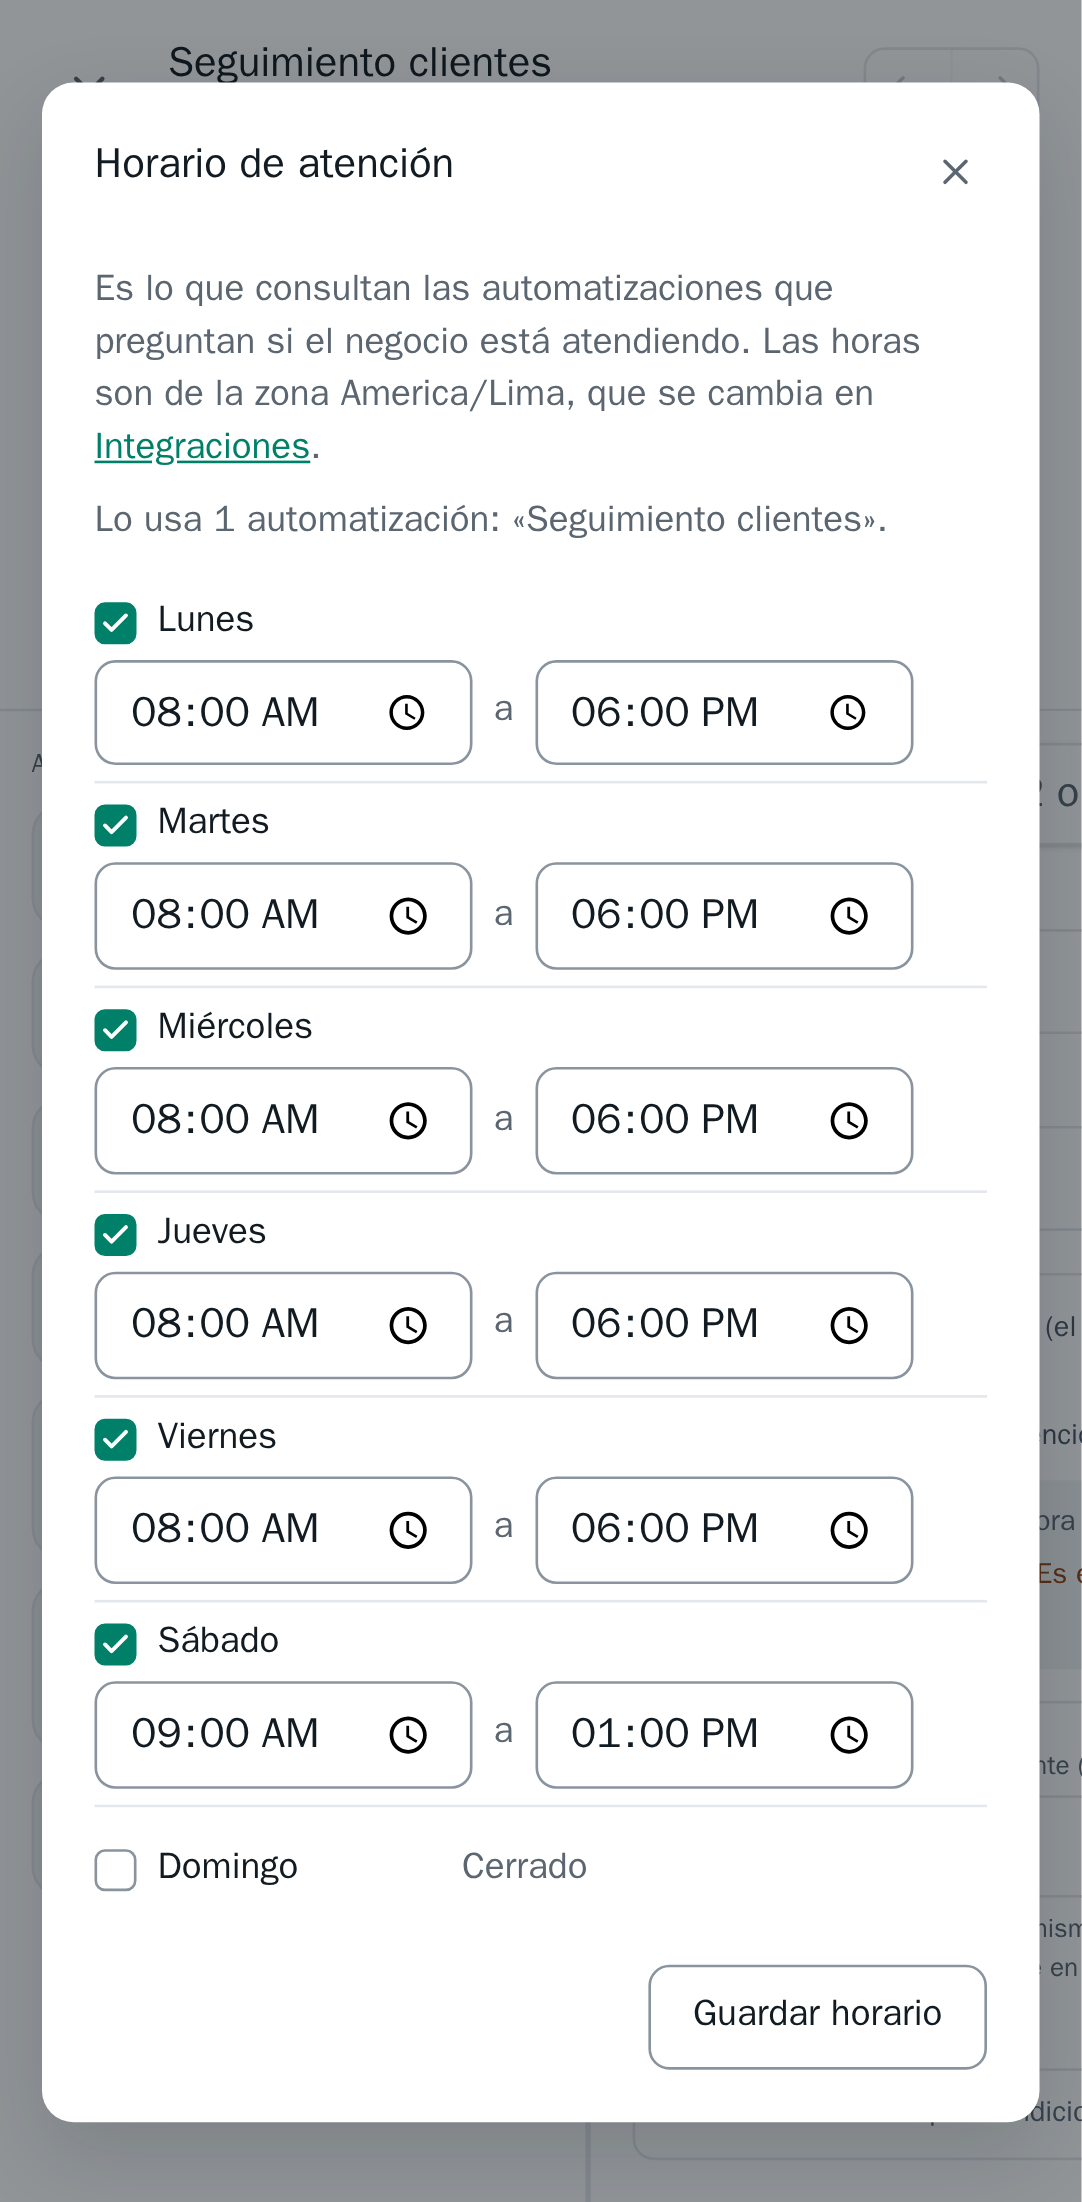 Seguimiento clientes
Horario de atención
Es lo que consultan las automatizaciones que
preguntan si el negocio está atendiendo. Las horas
son de la zona America/Lima, que se cambia en
Integraciones.
Lo usa 1 automatización: «Seguimiento clientes».
Lunes
08:00 AM a 06:00 PM
Martes
08:00 AM a 06:00 PM
Miércoles
08:00 AM a 06:00 PM
Jueves
08:00 AM a 06:00 PM
(el
Viernes
08:00 AM a 06:00 PM
Es
Sábado
09:00 AM a 01:00 PM
Domingo Cerrado
en
Guardar horario